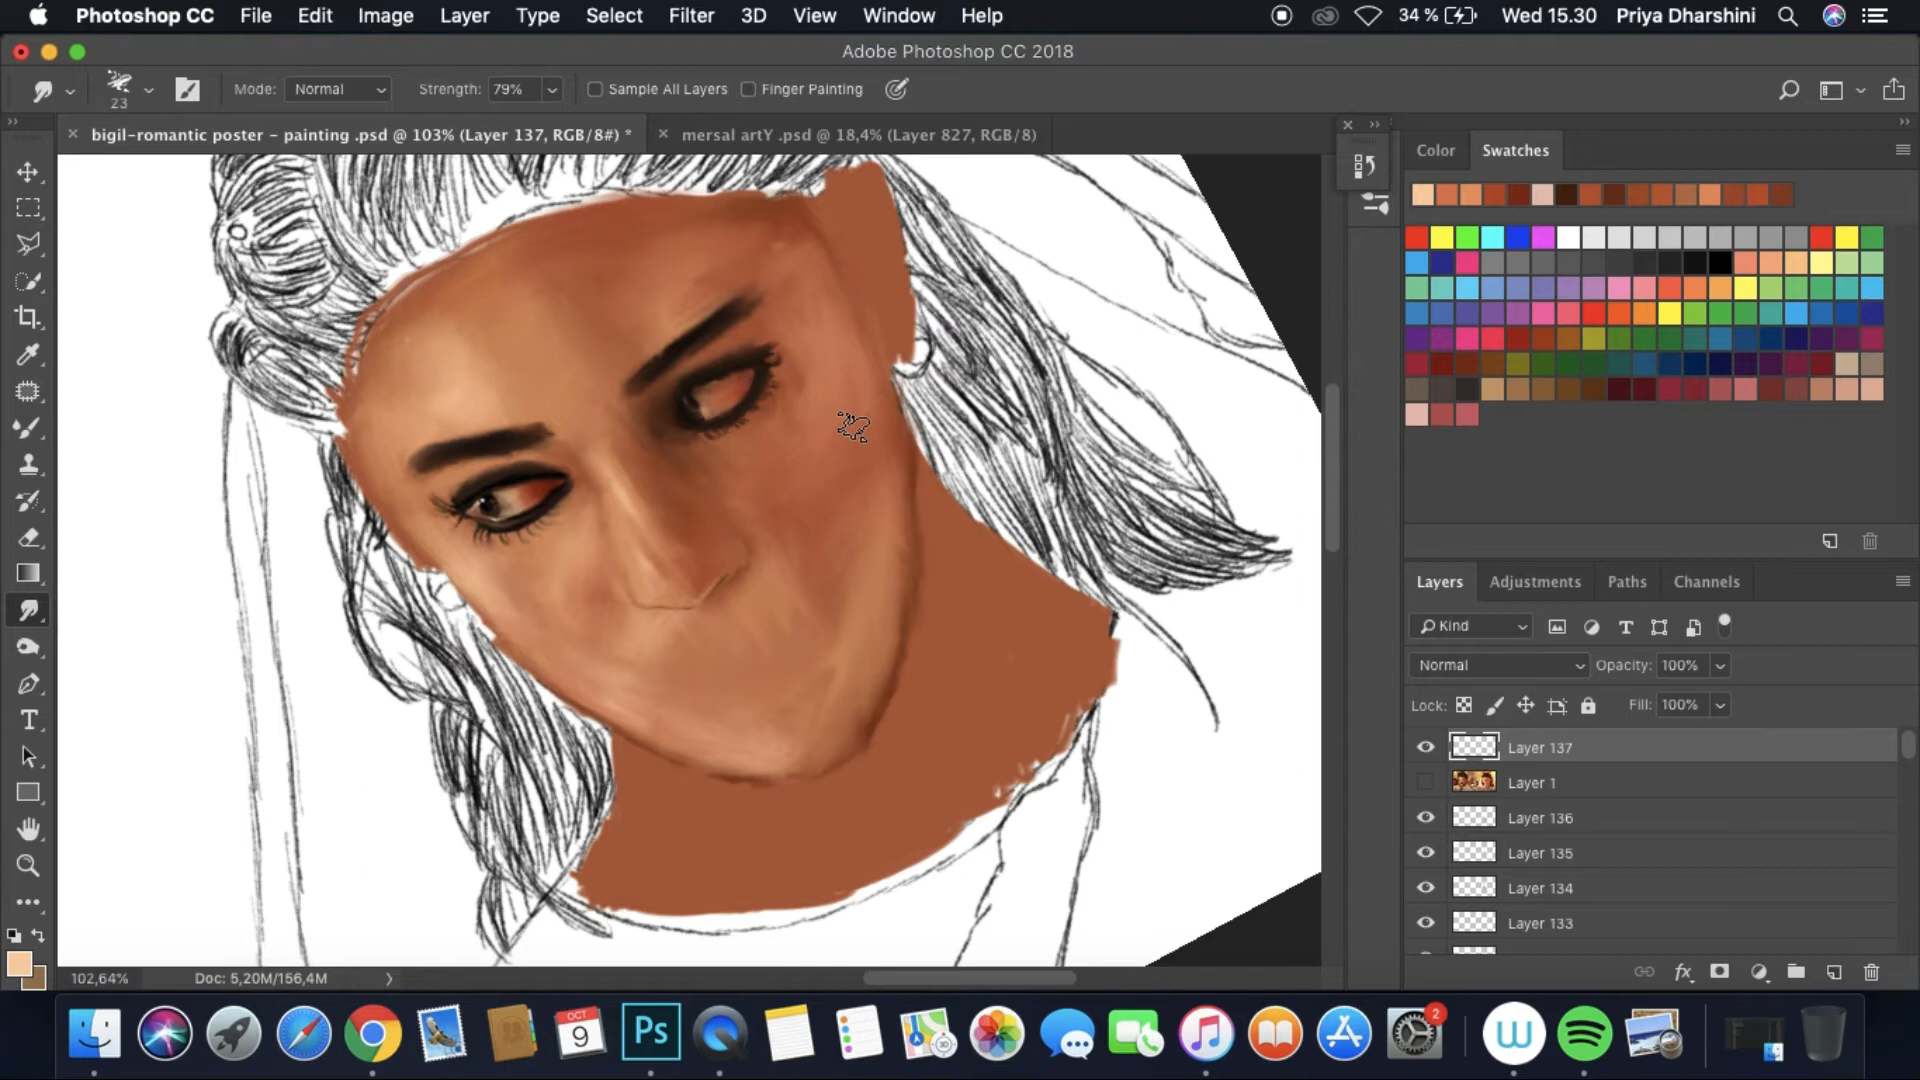 Photoshop CC File Edit Image Layer Type Select Filter 3D View Window Help 34 % Wed 15.30 Priya Dharshini
Adobe Photoshop CC 2018
23 Mode: Normal Strength: 79% Sample All Layers Finger Painting
bigil-romantic poster – painting .psd @ 103% (Layer 137, RGB/8#) * mersal artY .psd @ 18,4% (Layer 827, RGB/8)
Color Swatches
Layers Adjustments Paths Channels
Kind
Normal Opacity: 100%
Lock: Fill: 100%
Layer 137
Layer 1
Layer 136
Layer 135
Layer 134
Layer 133
fx
102,64% Doc: 5,20M/156,4M
OCT
9
Ps
3D
2
W